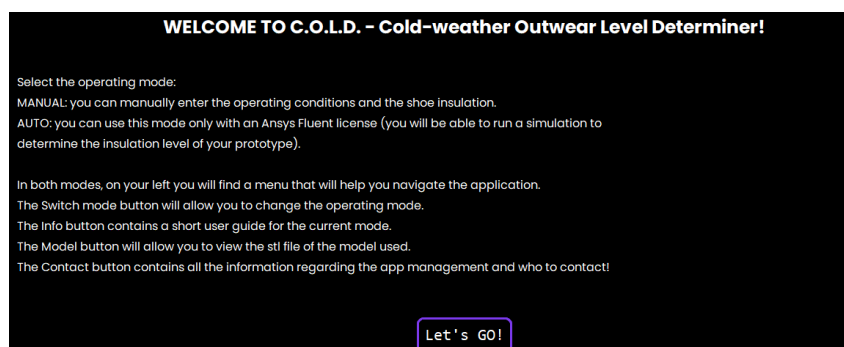 WELCOME TO C.O.L.D. - Cold-weather Outwear Level Determiner!
Select the operating mode:
MANUAL: you can manually enter the operating conditions and the shoe insulation.
AUTO: you can use this mode only with an Ansys Fluent license (you will be able to run a simulation to
determine the insulation level of your prototype).
In both modes, on your left you will find a menu that will help you navigate the application.
The Switch mode button will allow you to change the operating mode.
The Info button contains a short user guide for the current mode.
The Model button will allow you to view the stl file of the model used.
The Contact button contains all the information regarding the app management and who to contact!
Let's GO!